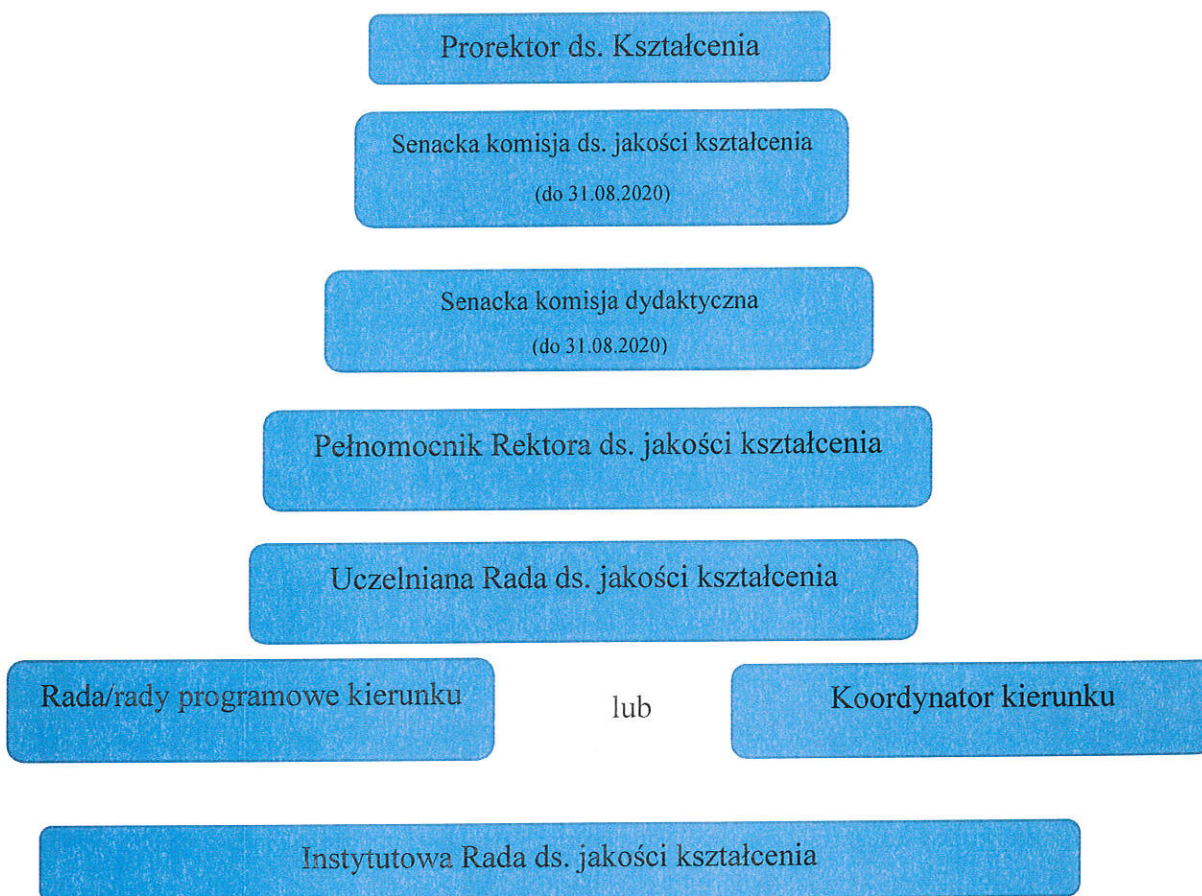 Prorektor ds. Kształcenia
Senacka komisja ds. jakości kształcenia
(do 31.08.2020)
Senacka komisja dydaktyczna
(do 31.08.2020)
Pełnomocnik Rektora ds. jakości kształcenia
Uczelniana Rada ds. jakości kształcenia
Rada/rady programowe kierunku lub Koordynator kierunku
Instytutowa Rada ds. jakości kształcenia